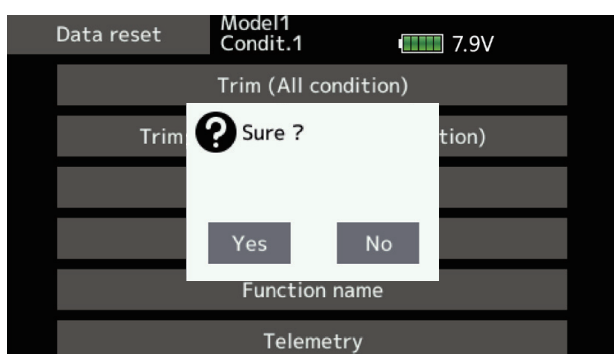 Data reset
Model1
Condit.1
7.9V
Trim (All condition)
Trim
tion)
Sure ?
Yes
No
Function name
Telemetry